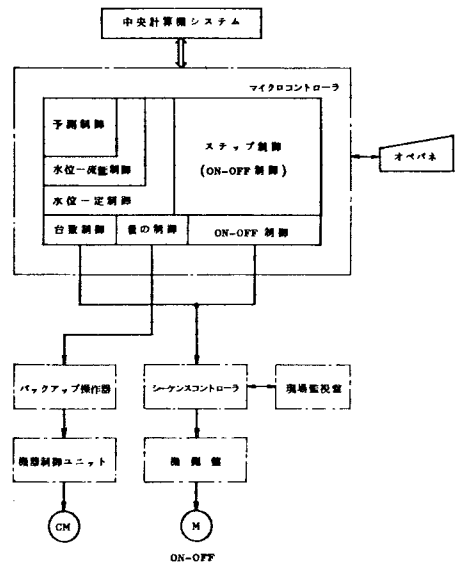 中央計算機システム
マイクロコントローラ
予測制御
ステップ制御
(ON-OFF 制御)
オペパネ
水位一流量制御
水位一定制御
台数制御
量の制御
ON-OFF 制御
バックアップ操作器
シーケンスコントローラ
現場監視盤
機器制御ユニット
機側盤
CM
M
ON-OFF